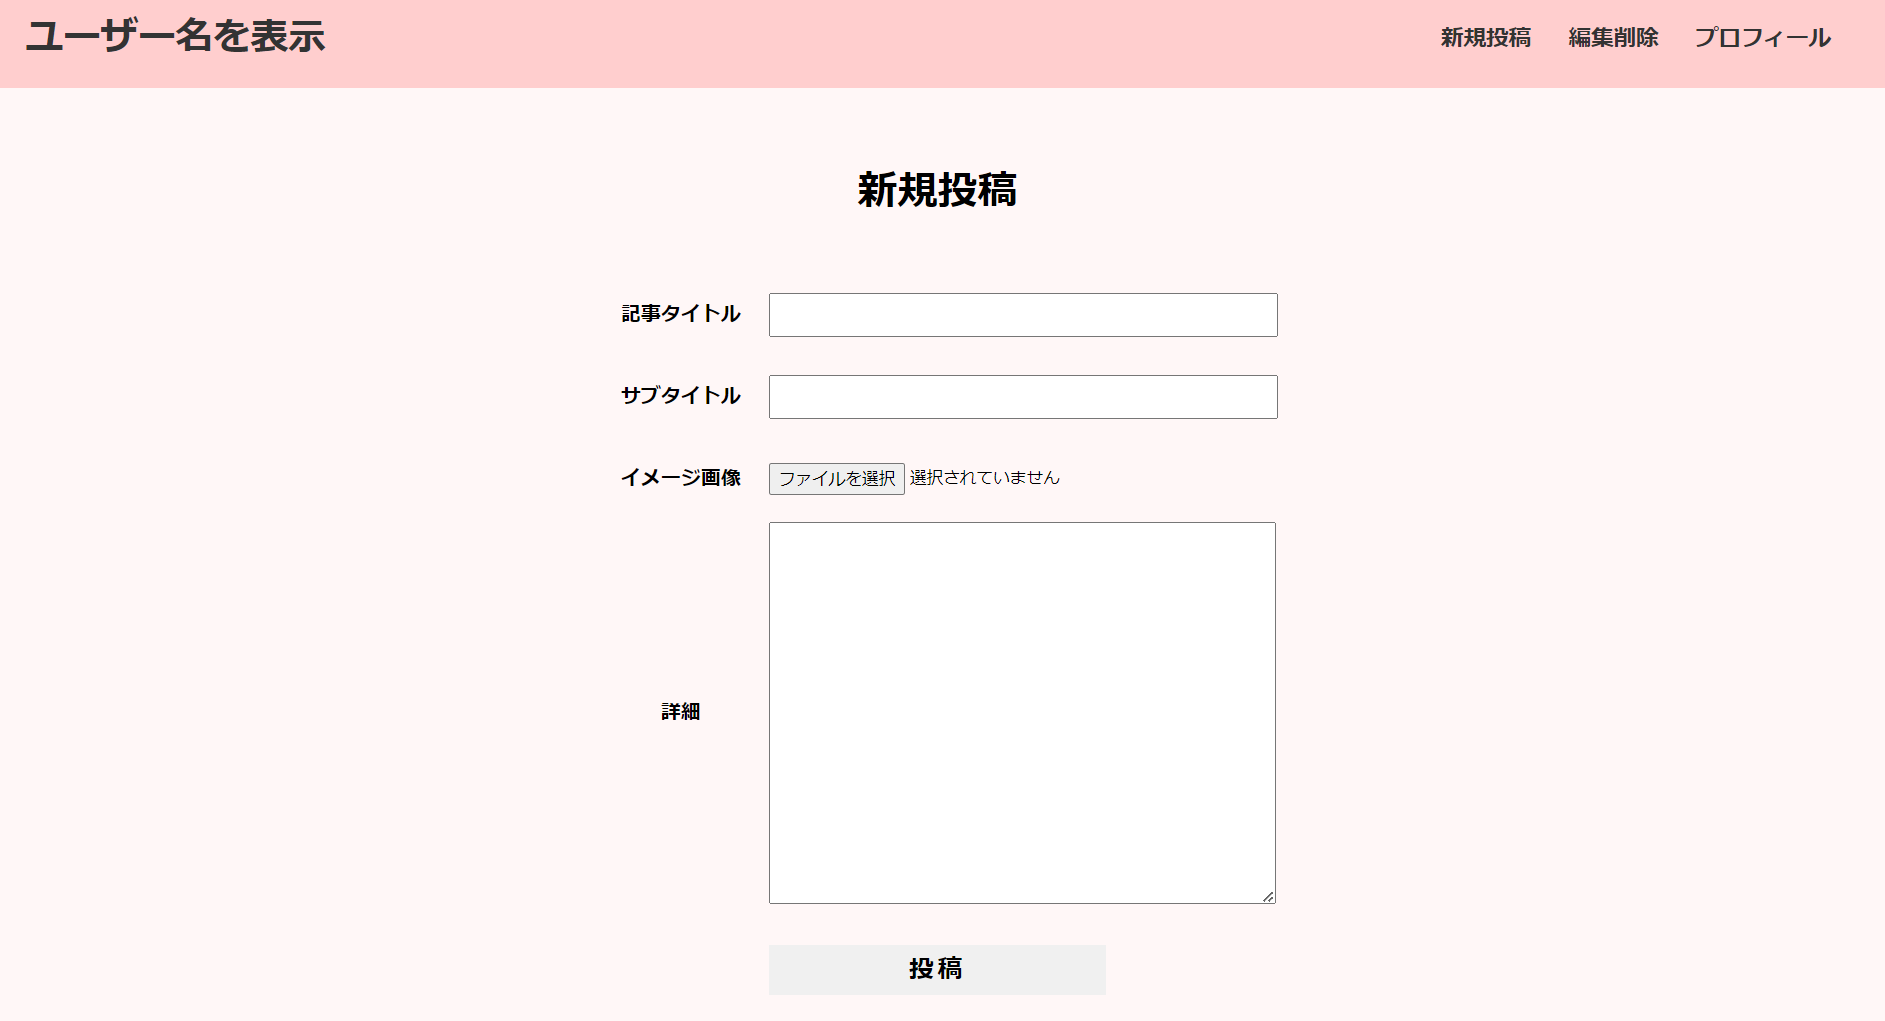 ユーザー名を表示
新規投稿 編集削除 プロフィール
新規投稿
記事タイトル
サブタイトル
イメージ画像 ファイルを選択 選択されていません
詳細
投稿